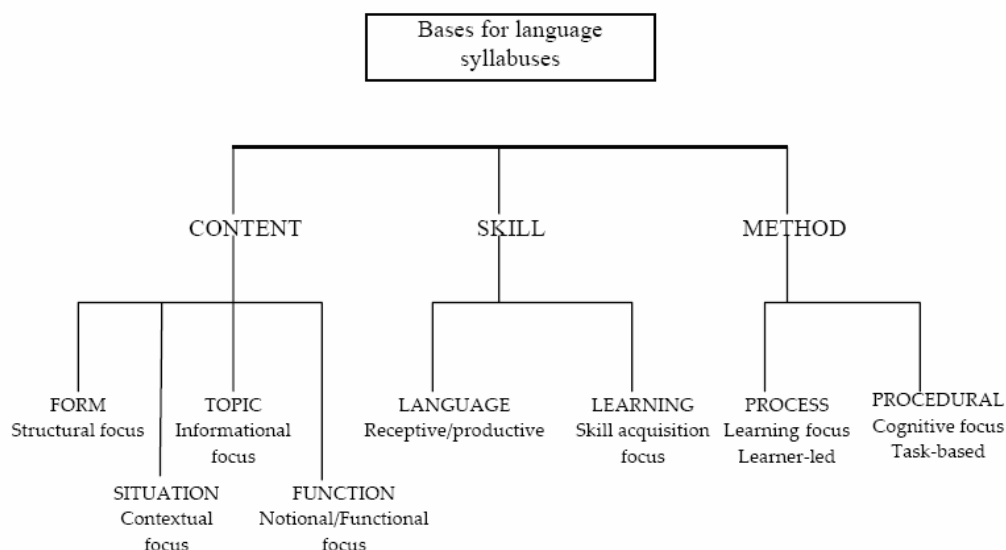 Bases for language
syllabuses
CONTENT
SKILL
METHOD
FORM
Structural focus
TOPIC
Informational
focus
LANGUAGE
Receptive/productive
LEARNING
Skill acquisition
focus
PROCESS
Learning focus
Learner-led
PROCEDURAL
Cognitive focus
Task-based
SITUATION
Contextual
focus
FUNCTION
Notional/Functional
focus